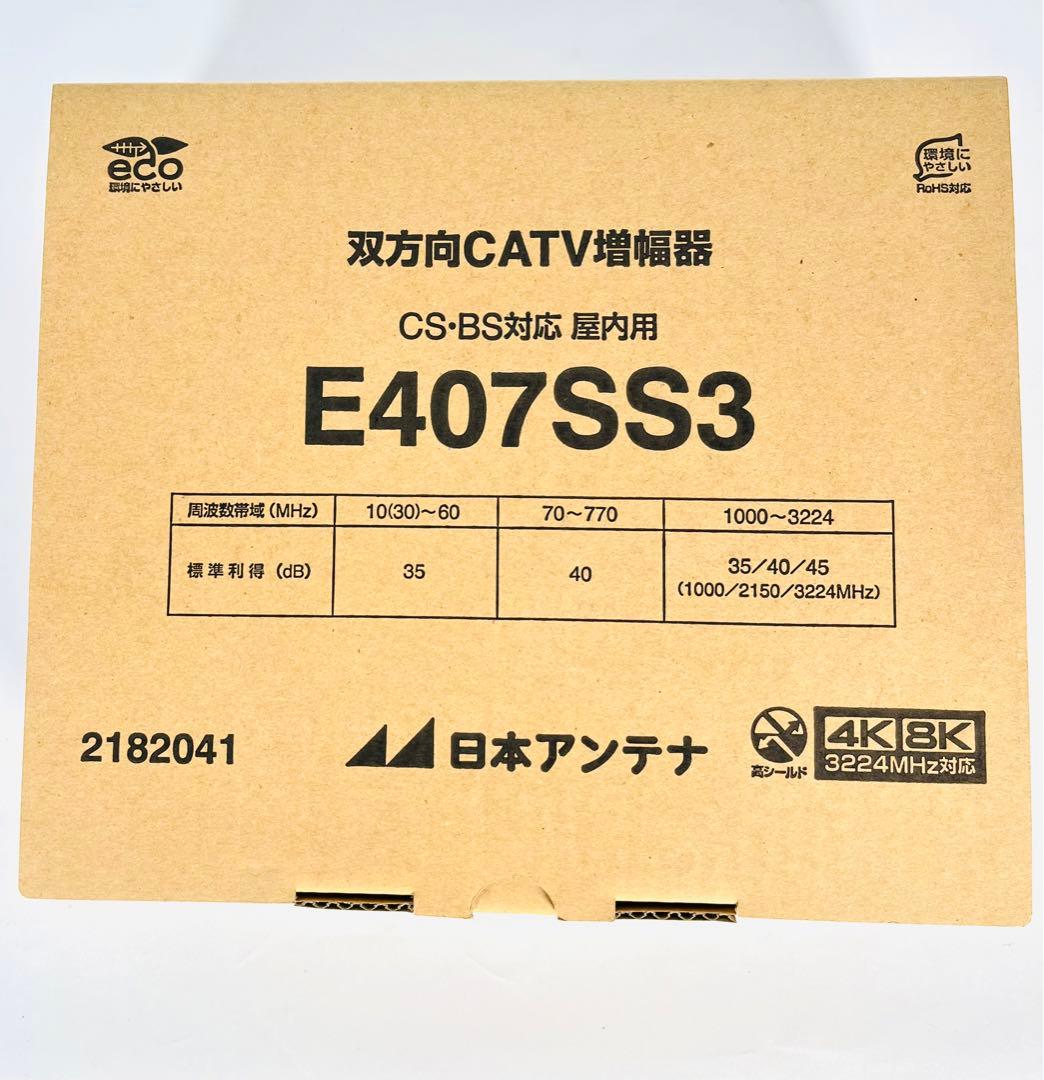 eco
環境にやさしい
環境に
やさしい
RoHS対応
双方向CATV増幅器
CS・BS対応 屋内用
E407SS3
周波数帯域(MHz) 10(30)～60 70～770 1000～3224
標準利得 (dB) 35 40 35/40/45
(1000/2150/3224MHz)
2182041
日本アンテナ
高シールド
4K 8K
3224MHz対応